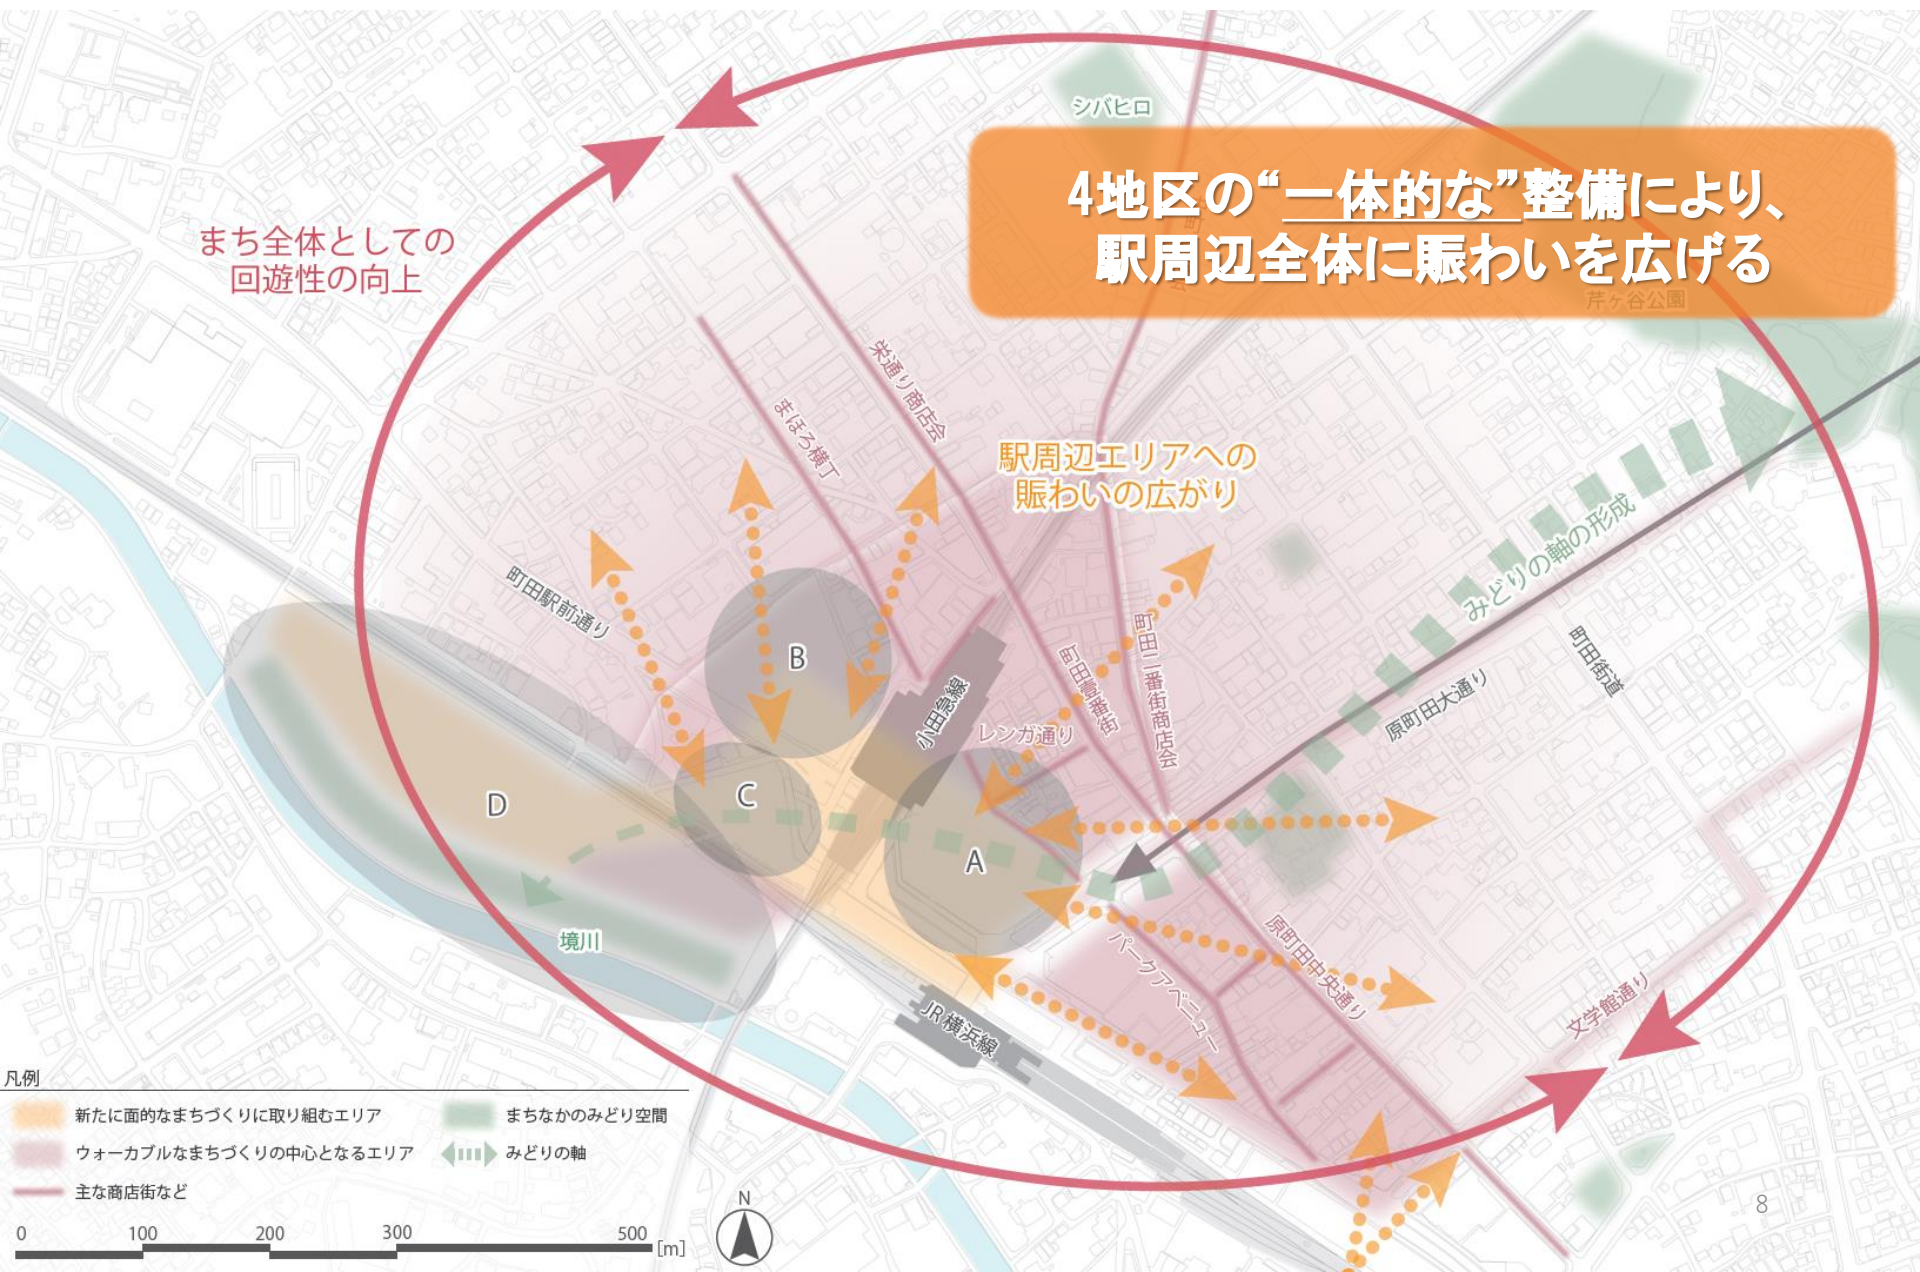 シバヒロ
4地区の“一体的な”整備により、
駅周辺全体に賑わいを広げる
芹ヶ谷公園
まち全体としての
回遊性の向上
栄通り商店会
まほろ横丁
駅周辺エリアへの
賑わいの広がり
みどりの軸の形成
町田駅前通り
町田街道
原町田大通り
町田二番街商店会
町田壹番街
レンガ通り
小田急線
B
C
D
A
境川
パークアベニュー
原町田中央通り
文学館通り
JR横浜線
凡例
新たに面的なまちづくりに取り組むエリア
まちなかのみどり空間
ウォーカブルなまちづくりの中心となるエリア
みどりの軸
主な商店街など
0 100 200 300 500 [m]
N
8